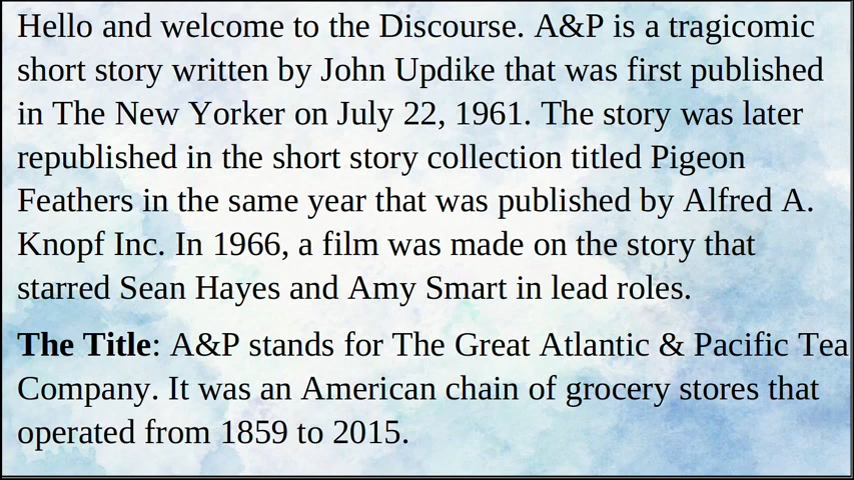 Hello and welcome to the Discourse. A&P is a tragicomic
short story written by John Updike that was first published
in The New Yorker on July 22, 1961. The story was later
republished in the short story collection titled Pigeon
Feathers in the same year that was published by Alfred A.
Knopf Inc. In 1966, a film was made on the story that
starred Sean Hayes and Amy Smart in lead roles.
The Title: A&P stands for The Great Atlantic & Pacific Tea
Company. It was an American chain of grocery stores that
operated from 1859 to 2015.